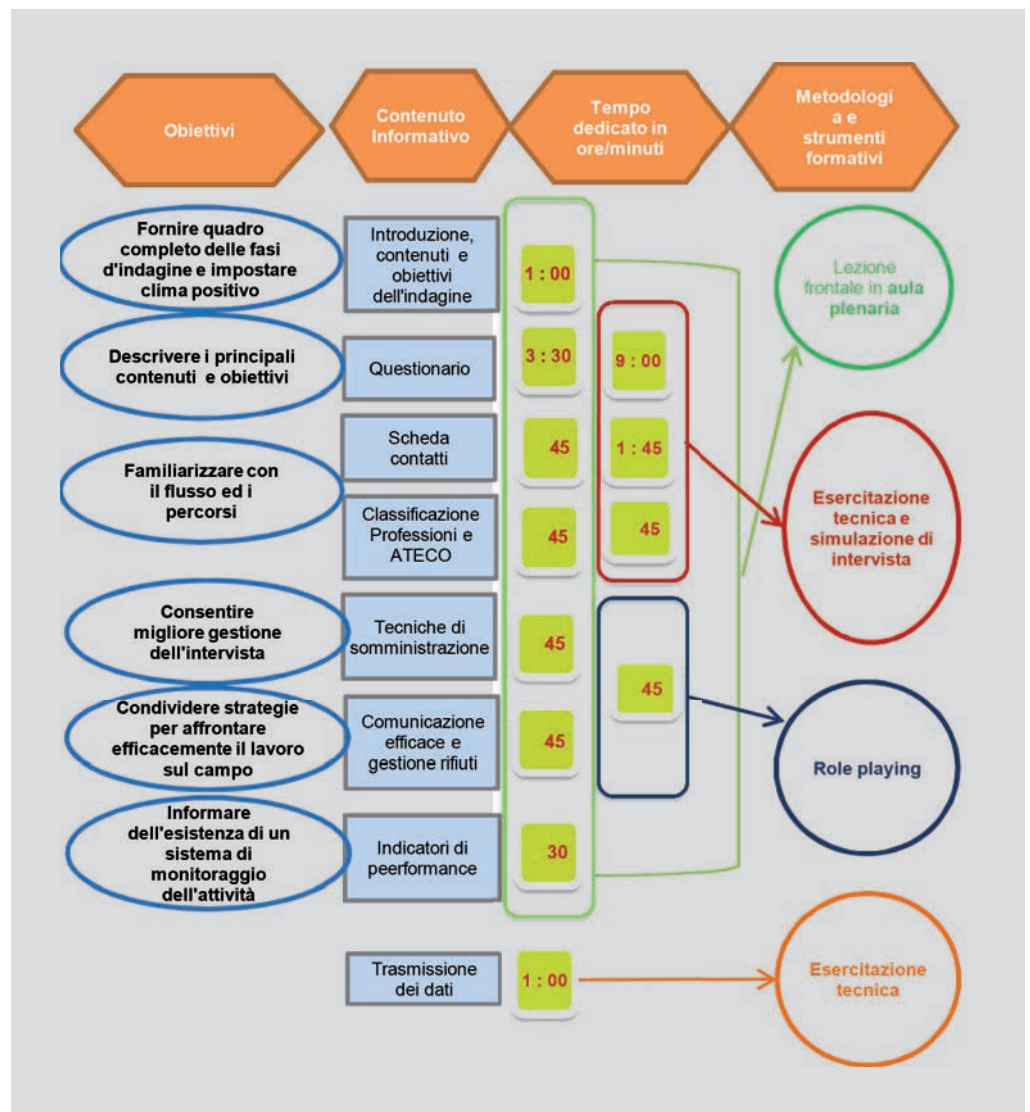 Obiettivi
Contenuto
Informativo
Tempo
dedicato in
ore/minuti
Metodologi
a e
strumenti
formativi
Fornire quadro
completo delle fasi
d'indagine e impostare
clima positivo
Introduzione,
contenuti e
obiettivi
dell'indagine
1 : 00
Lezione
frontale in aula
plenaria
Descrivere i principali
contenuti e obiettivi
Questionario
3 : 30
9 : 00
Familiarizzare con
il flusso ed i
percorsi
Scheda
contatti
45
1 : 45
Classificazione
Professioni e
ATECO
45
45
Esercitazione
tecnica e
simulazione di
intervista
Consentire
migliore gestione
dell'intervista
Tecniche di
somministrazione
45
45
Condividere strategie
per affrontare
efficacemente il lavoro
sul campo
Comunicazione
efficace e
gestione rifiuti
45
Role playing
Informare
dell'esistenza di un
sistema di
monitoraggio
dell'attività
Indicatori di
peerformance
30
Trasmissione
dei dati
1 : 00
Esercitazione
tecnica